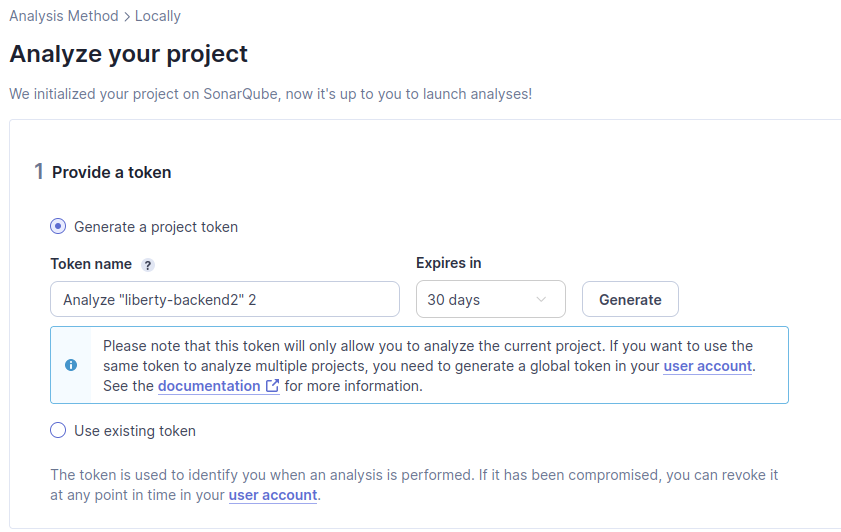 Analysis Method > Locally
Analyze your project
We initialized your project on SonarQube, now it's up to you to launch analyses!
1 Provide a token
Generate a project token
Token name ?
Expires in
Analyze "liberty-backend2" 2
30 days
Generate
Please note that this token will only allow you to analyze the current project. If you want to use the
same token to analyze multiple projects, you need to generate a global token in your user account.
See the documentation for more information.
Use existing token
The token is used to identify you when an analysis is performed. If it has been compromised, you can revoke it
at any point in time in your user account.